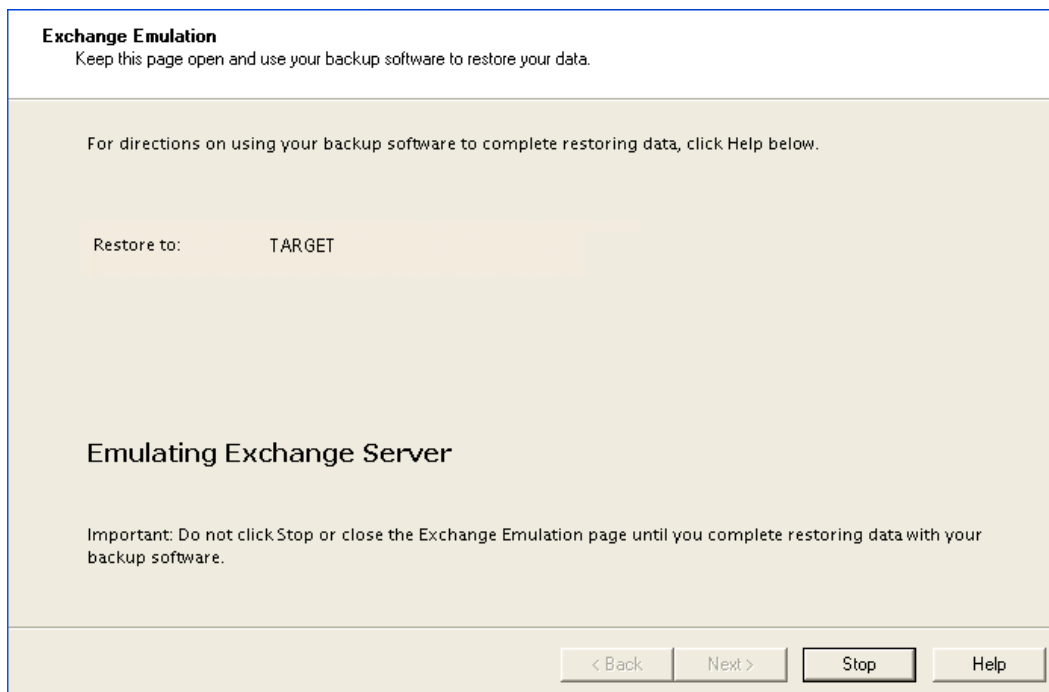 Exchange Emulation
Keep this page open and use your backup software to restore your data.
For directions on using your backup software to complete restoring data, click Help below.
Restore to: TARGET
Emulating Exchange Server
Important: Do not click Stop or close the Exchange Emulation page until you complete restoring data with your
backup software.
< Back Next > Stop Help